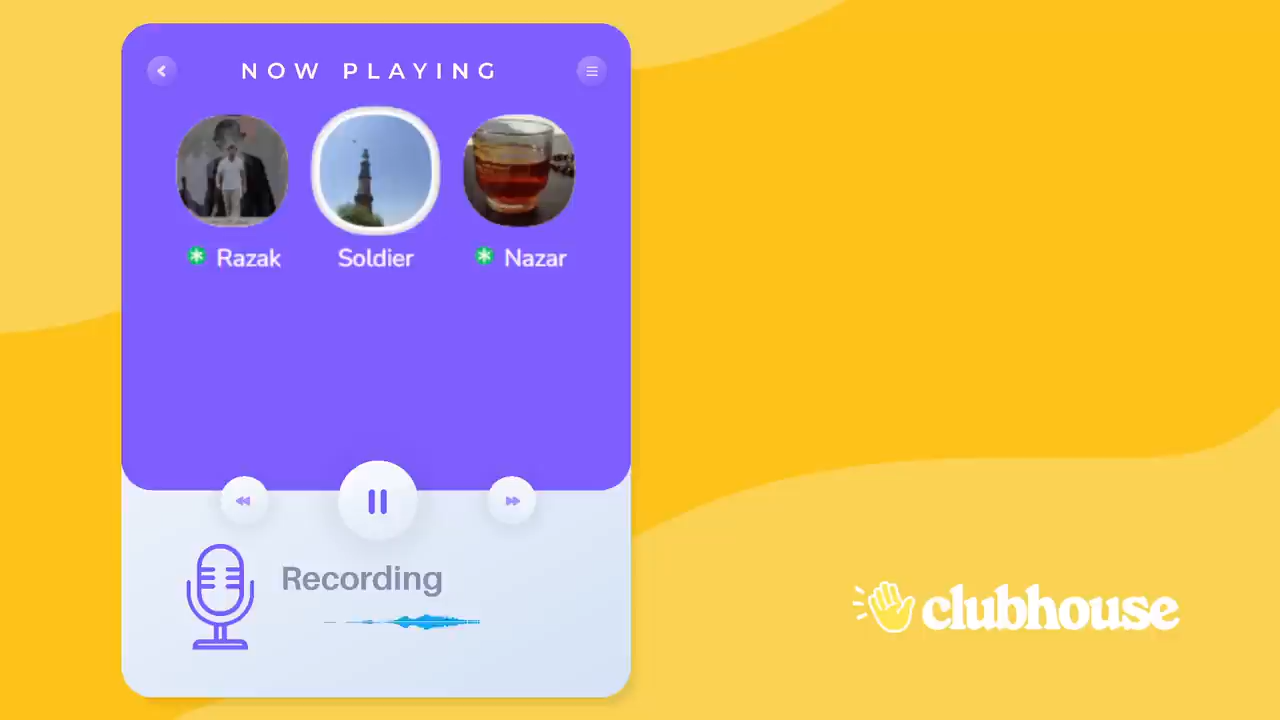 NOW PLAYING
Razak
Soldier
Nazar
Recording
clubhouse